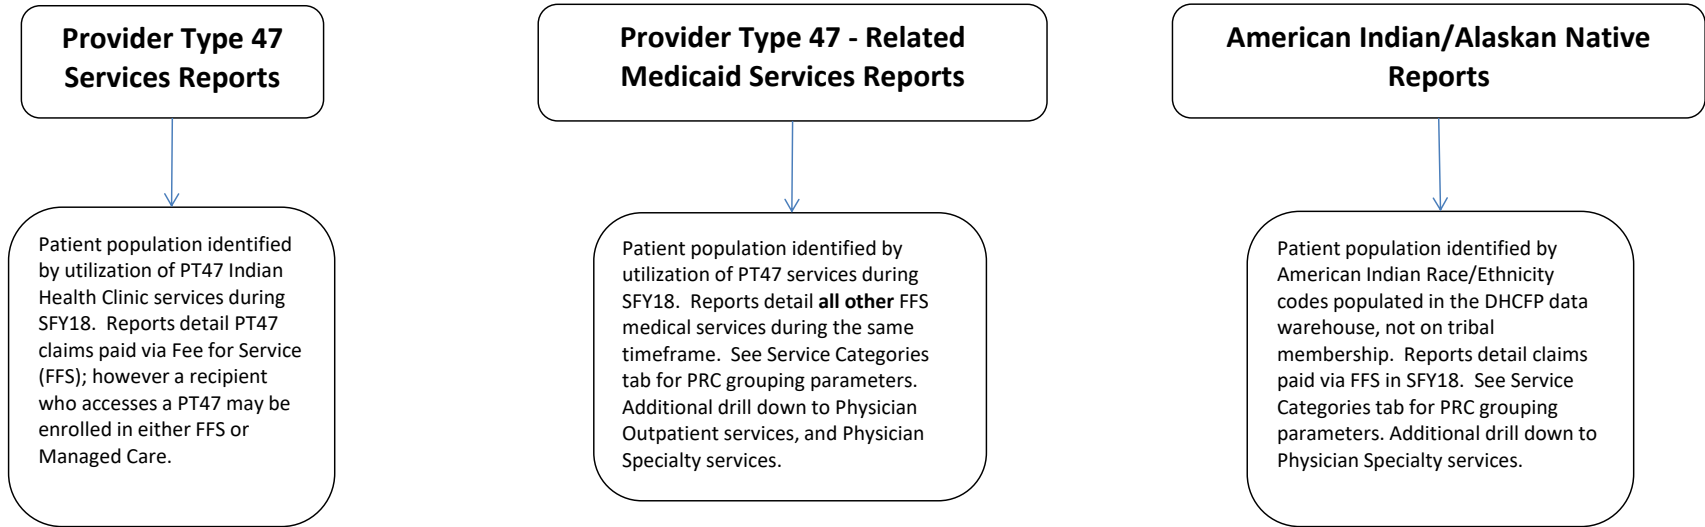 Provider Type 47
Services Reports
Provider Type 47 - Related
Medicaid Services Reports
American Indian/Alaskan Native
Reports
Patient population identified
by utilization of PT47 Indian
Health Clinic services during
SFY18.  Reports detail PT47
claims paid via Fee for Service
(FFS); however a recipient
who accesses a PT47 may be
enrolled in either FFS or
Managed Care.
Patient population identified by
utilization of PT47 services during
SFY18.  Reports detail all other FFS
medical services during the same
timeframe.  See Service Categories
tab for PRC grouping parameters.
Additional drill down to Physician
Outpatient services, and Physician
Specialty services.
Patient population identified by
American Indian Race/Ethnicity
codes populated in the DHCFP data
warehouse, not on tribal
membership.  Reports detail claims
paid via FFS in SFY18.  See Service
Categories tab for PRC grouping
parameters. Additional drill down to
Physician Specialty services.